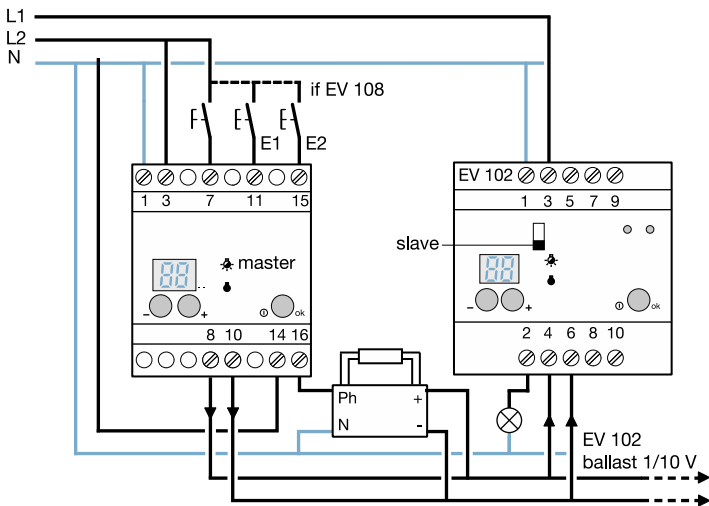 L1
L2
N
if EV 108
E1 E2
1 3 7 11 15
EV 102
1 3 5 7 9
slave
88
master
- + ok
88
- + ok
8 10 14 16
2 4 6 8 10
Ph +
N -
EV 102
ballast 1/10 V